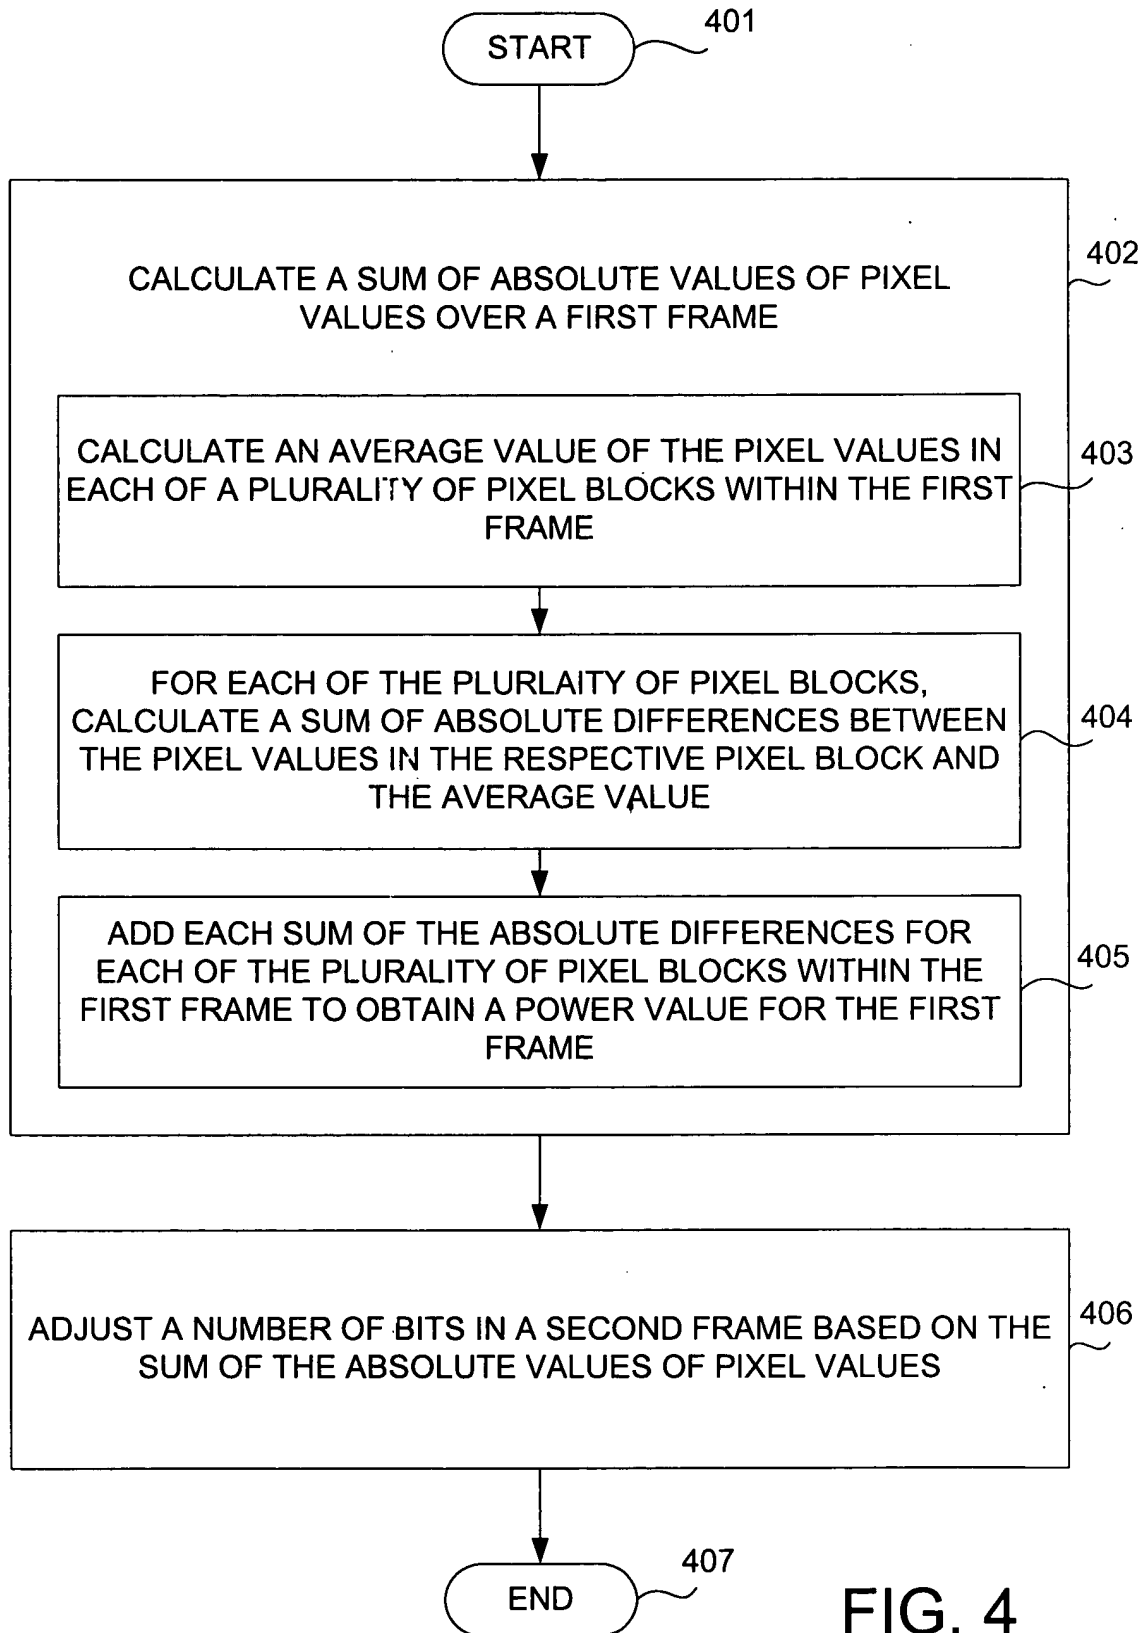 START
401
402
CALCULATE A SUM OF ABSOLUTE VALUES OF PIXEL
VALUES OVER A FIRST FRAME
CALCULATE AN AVERAGE VALUE OF THE PIXEL VALUES IN
EACH OF A PLURALITY OF PIXEL BLOCKS WITHIN THE FIRST
FRAME
403
FOR EACH OF THE PLURLAITY OF PIXEL BLOCKS,
CALCULATE A SUM OF ABSOLUTE DIFFERENCES BETWEEN
THE PIXEL VALUES IN THE RESPECTIVE PIXEL BLOCK AND
THE AVERAGE VALUE
404
ADD EACH SUM OF THE ABSOLUTE DIFFERENCES FOR
EACH OF THE PLURALITY OF PIXEL BLOCKS WITHIN THE
FIRST FRAME TO OBTAIN A POWER VALUE FOR THE FIRST
FRAME
405
ADJUST A NUMBER OF BITS IN A SECOND FRAME BASED ON THE
SUM OF THE ABSOLUTE VALUES OF PIXEL VALUES
406
END
407
FIG. 4